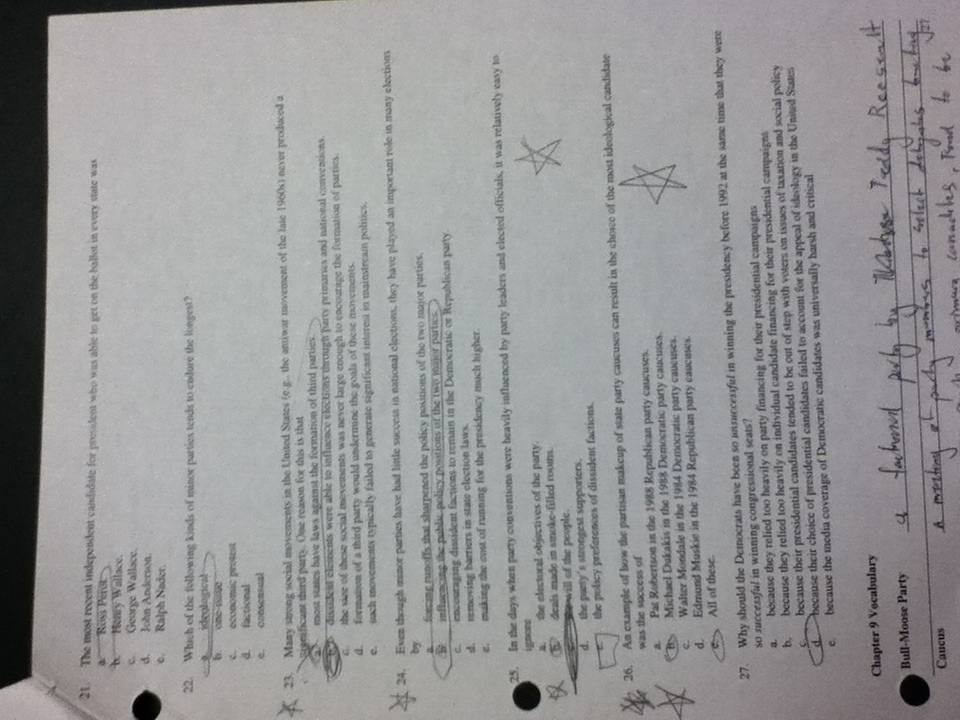 21. The most recent independent candidate for president who was able to get on the ballot in every state was
a. Ross Perot.
b. Henry Wallace.
c. George Wallace.
d. John Anderson.
e. Ralph Nader.
22. Which of the following kinds of minor parties tends to endure the longest?
a. ideological
b. one-issue
c. economic protest
d. factional
e. consensual
23. Many strong social movements in the United States (e.g., the antiwar movement of the late 1960s) never produced a
significant third party. One reason for this is that
a. most states have laws against the formation of third parties.
b. dissident elements were able to influence elections through party primaries and national conventions.
c. the size of these social movements was never large enough to encourage the formation of parties.
d. formation of a third party would undermine the goals of these movements.
e. such movements typically failed to generate significant interest in mainstream politics.
24. Even though minor parties have had little success in national elections, they have played an important role in many elections
by
a. forcing runoffs that sharpened the policy positions of the two major parties.
b. influencing the public policy positions of the two major parties.
c. encouraging dissident factions to remain in the Democratic or Republican party.
d. removing barriers in state election laws.
e. making the cost of running for the presidency much higher.
25. In the days when party conventions were heavily influenced by party leaders and elected officials, it was relatively easy to
ignore
a. the electoral objectives of the party.
b. deals made in smoke-filled rooms.
will of the people.
d. the party's strongest supporters.
e. the policy preferences of dissident factions.
26. An example of how the partisan makeup of state party caucuses can result in the choice of the most ideological candidate
was the success of
a. Pat Robertson in the 1988 Republican party caucuses.
b. Michael Dukakis in the 1988 Democratic party caucuses.
c. Walter Mondale in the 1984 Democratic party caucuses.
d. Edmond Muskie in the 1984 Republican party caucuses.
e. All of these.
27. Why should the Democrats have been so unsuccessful in winning the presidency before 1992 at the same time that they were
so successful in winning congressional seats?
a. because they relied too heavily on party financing for their presidential campaigns
b. because they relied too heavily on individual candidate financing for their presidential campaigns
c. because their presidential candidates tended to be out of step with voters on issues of taxation and social policy
d. because their choice of presidential candidates failed to account for the appeal of ideology in the United States
e. because the media coverage of Democratic candidates was universally harsh and critical
Chapter 9 Vocabulary
Bull-Moose Party a factional party by Teddy
Caucus A meeting of party members to select delegates
27
to be